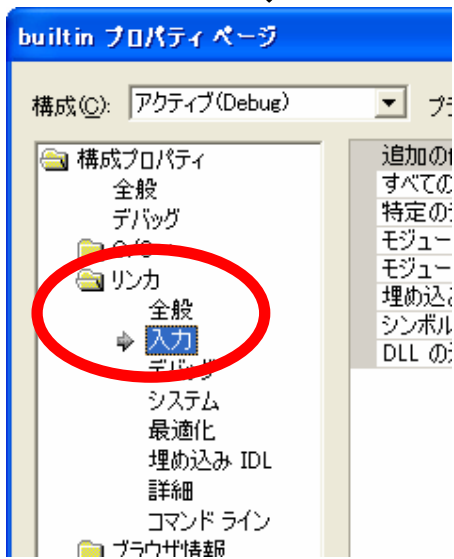 builtin プロパティ ページ
構成(C): アクティブ(Debug)
構成プロパティ
全般
デバッグ
リンカ
全般
入力
デバッグ
システム
最適化
埋め込み IDL
詳細
コマンド ライン
ブラウザ情報
追加の
すべての
特定の
モジュー
モジュー
埋め込
シンボル
DLL の